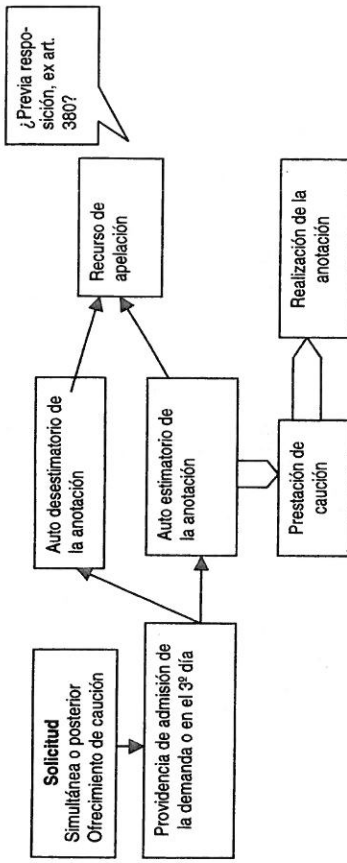 Solicitud
Simultánea o posterior
Ofrecimiento de caución
Providencia de admisión de
la demanda o en el 3º día
Auto desestimatorio de
la anotación
Auto estimatorio de
la anotación
Prestación de
caución
Realización de la
anotación
Recurso de
apelación
¿Previa respo-
sición, ex art.
380?